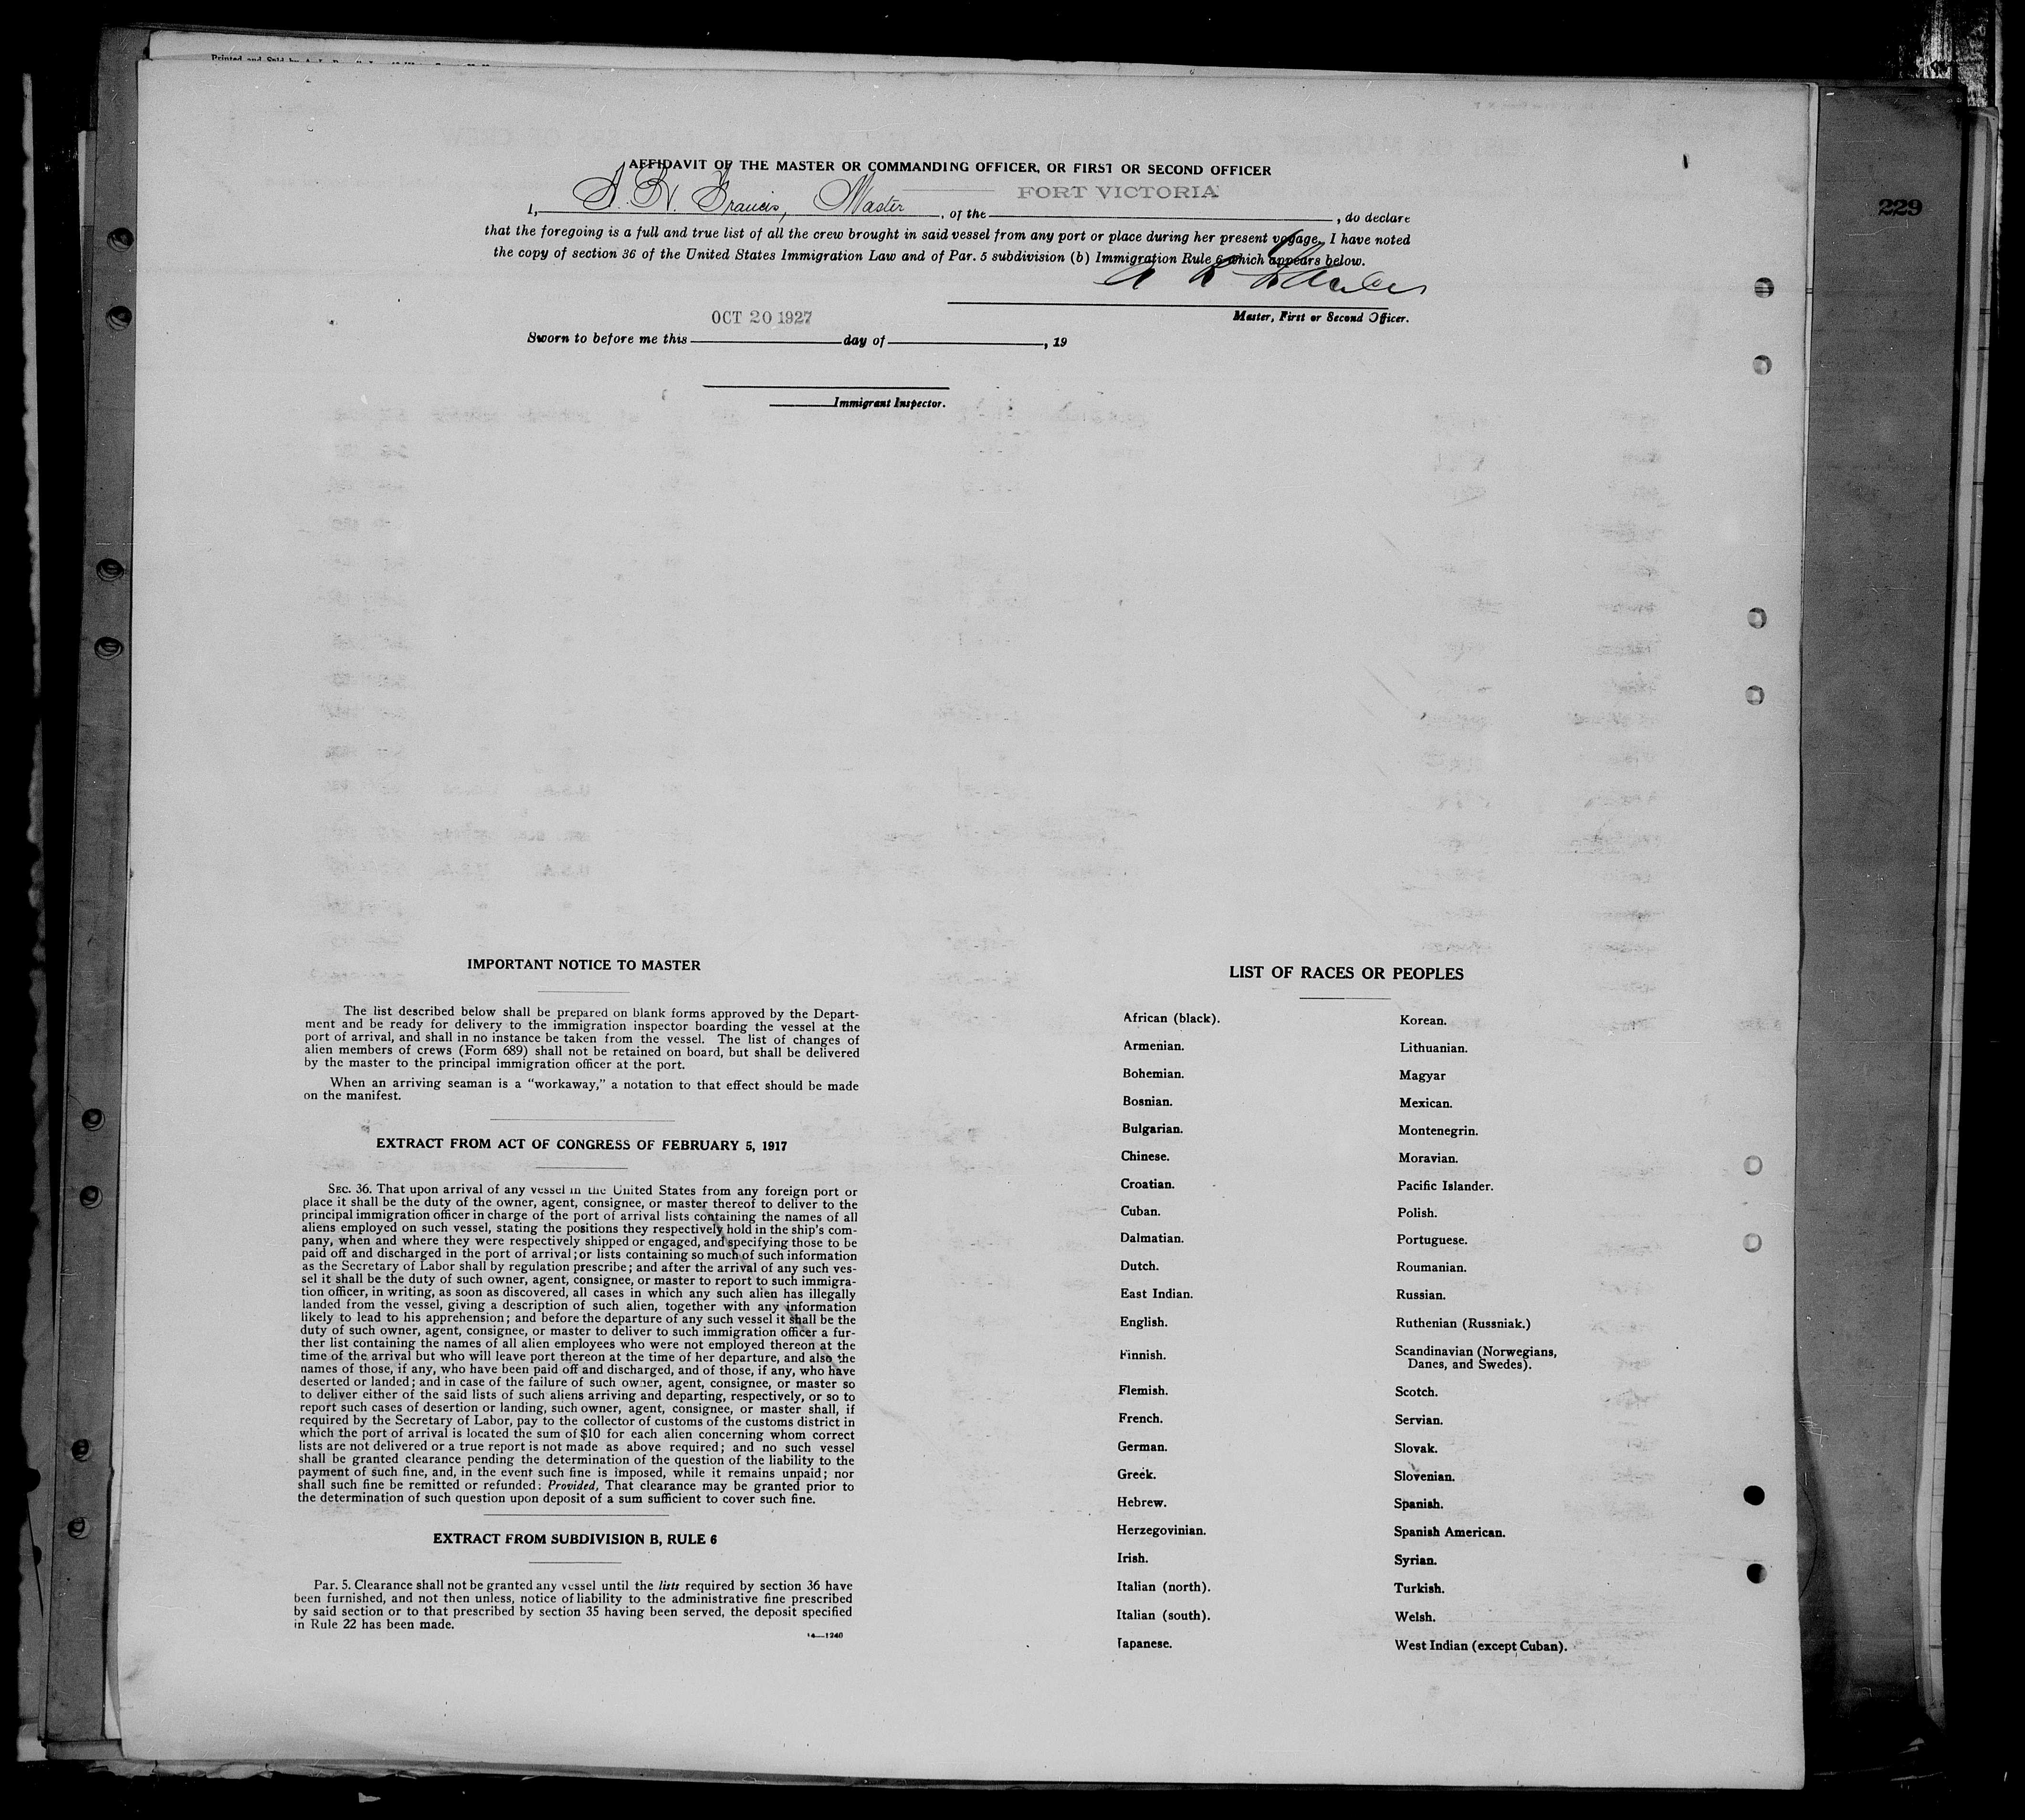 229
AFFIDAVIT OF THE MASTER OR COMMANDING OFFICER, OR FIRST OR SECOND OFFICER
I, Francis, Master, of the FORT VICTORIA, do declare
that the foregoing is a full and true list of all the crew brought in said vessel from any port or place during her present voyage. I have noted
the copy of section 36 of the United States Immigration Law and of Par. 5 subdivision (b) Immigration Rule 6 which appears below.
Master, First or Second Officer.
OCT 20 1927
Sworn to before me this day of , 19
Immigrant Inspector.
IMPORTANT NOTICE TO MASTER
The list described below shall be prepared on blank forms approved by the Depart-
ment and be ready for delivery to the immigration inspector boarding the vessel at the
port of arrival, and shall in no instance be taken from the vessel. The list of changes of
alien members of crews (Form 689) shall not be retained on board, but shall be delivered
by the master to the principal immigration officer at the port.
When an arriving seaman is a “workaway,” a notation to that effect should be made
on the manifest.
EXTRACT FROM ACT OF CONGRESS OF FEBRUARY 5, 1917
SEC. 36. That upon arrival of any vessel in the United States from any foreign port or
place it shall be the duty of the owner, agent, consignee, or master thereof to deliver to the
principal immigration officer in charge of the port of arrival lists containing the names of all
aliens employed on such vessel, stating the positions they respectively hold in the ship's com-
pany, when and where they were respectively shipped or engaged, and specifying those to be
paid off and discharged in the port of arrival; or lists containing so much of such information
as the Secretary of Labor shall by regulation prescribe; and after the arrival of any such ves-
sel it shall be the duty of such owner, agent, consignee, or master to report to such immigra-
tion officer, in writing, as soon as discovered, all cases in which any such alien has illegally
landed from the vessel, giving a description of such alien, together with any information
likely to lead to his apprehension; and before the departure of any such vessel it shall be the
duty of such owner, agent, consignee, or master to deliver to such immigration officer a fur-
ther list containing the names of all alien employees who were not employed thereon at the
time of the arrival but who will leave port thereon at the time of her departure, and also the
names of those, if any, who have been paid off and discharged, and of those, if any, who have
deserted or landed; and in case of the failure of such owner, agent, consignee, or master so
to deliver either of the said lists of such aliens arriving and departing, respectively, or so to
report such cases of desertion or landing, such owner, agent, consignee, or master shall, if
required by the Secretary of Labor, pay to the collector of customs of the customs district in
which the port of arrival is located the sum of $10 for each alien concerning whom correct
lists are not delivered or a true report is not made as above required; and no such vessel
shall be granted clearance pending the determination of the question of the liability to the
payment of such fine, and, in the event such fine is imposed, while it remains unpaid; nor
shall such fine be remitted or refunded: Provided, That clearance may be granted prior to
the determination of such question upon deposit of a sum sufficient to cover such fine.
EXTRACT FROM SUBDIVISION B, RULE 6
Par. 5. Clearance shall not be granted any vessel until the lists required by section 36 have
been furnished, and not then unless, notice of liability to the administrative fine prescribed
by said section or to that prescribed by section 35 having been served, the deposit specified
in Rule 22 has been made.
14—1240
LIST OF RACES OR PEOPLES
African (black).
Armenian.
Bohemian.
Bosnian.
Bulgarian.
Chinese.
Croatian.
Cuban.
Dalmatian.
Dutch.
East Indian.
English.
Finnish.
Flemish.
French.
German.
Greek.
Hebrew.
Herzegovinian.
Irish.
Italian (north).
Italian (south).
Japanese.
Korean.
Lithuanian.
Magyar
Mexican.
Montenegrin.
Moravian.
Pacific Islander.
Polish.
Portuguese.
Roumanian.
Russian.
Ruthenian (Russniak.)
Scandinavian (Norwegians,
Danes, and Swedes).
Scotch.
Servian.
Slovak.
Slovenian.
Spanish.
Spanish American.
Syrian.
Turkish.
Welsh.
West Indian (except Cuban).